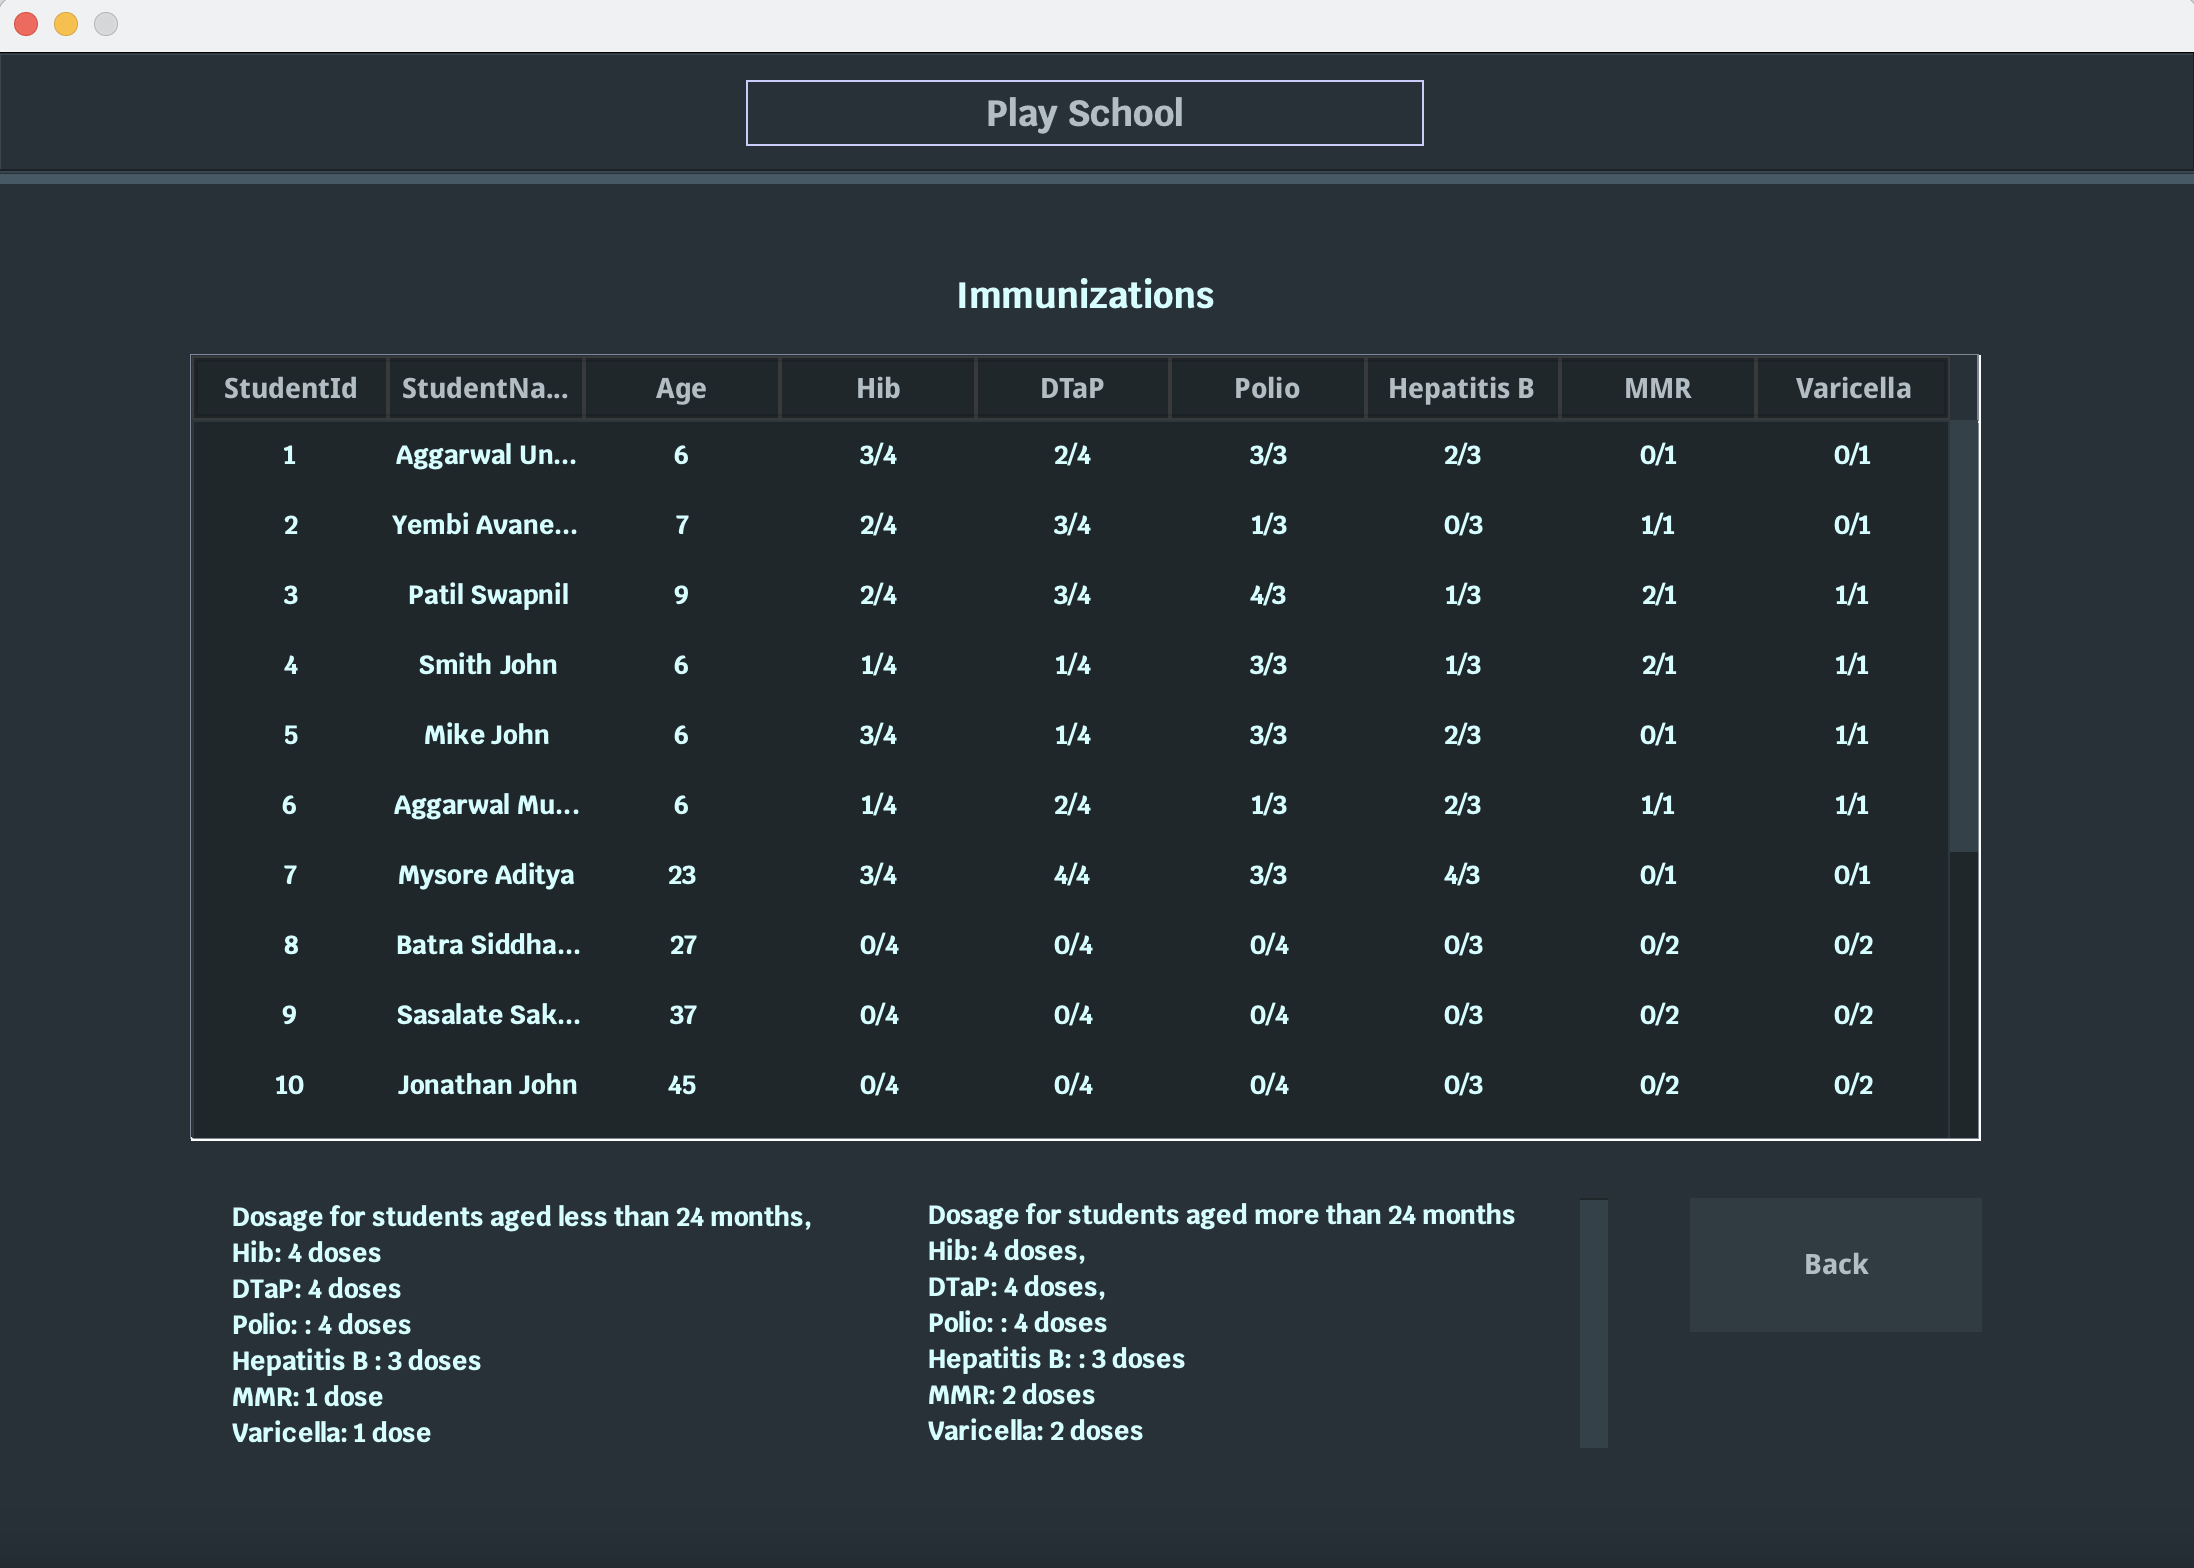 Play School
Immunizations
StudentId StudentNa... Age Hib DTaP Polio Hepatitis B MMR Varicella
1 Aggarwal Un... 6 3/4 2/4 3/3 2/3 0/1 0/1
2 Yembi Avane... 7 2/4 3/4 1/3 0/3 1/1 0/1
3 Patil Swapnil 9 2/4 3/4 4/3 1/3 2/1 1/1
4 Smith John 6 1/4 1/4 3/3 1/3 2/1 1/1
5 Mike John 6 3/4 1/4 3/3 2/3 0/1 1/1
6 Aggarwal Mu... 6 1/4 2/4 1/3 2/3 1/1 1/1
7 Mysore Aditya 23 3/4 4/4 3/3 4/3 0/1 0/1
8 Batra Siddha... 27 0/4 0/4 0/4 0/3 0/2 0/2
9 Sasalate Sak... 37 0/4 0/4 0/4 0/3 0/2 0/2
10 Jonathan John 45 0/4 0/4 0/4 0/3 0/2 0/2
Dosage for students aged less than 24 months,
Hib: 4 doses
DTaP: 4 doses
Polio: : 4 doses
Hepatitis B : 3 doses
MMR: 1 dose
Varicella: 1 dose
Dosage for students aged more than 24 months
Hib: 4 doses,
DTaP: 4 doses,
Polio: : 4 doses
Hepatitis B: : 3 doses
MMR: 2 doses
Varicella: 2 doses
Back